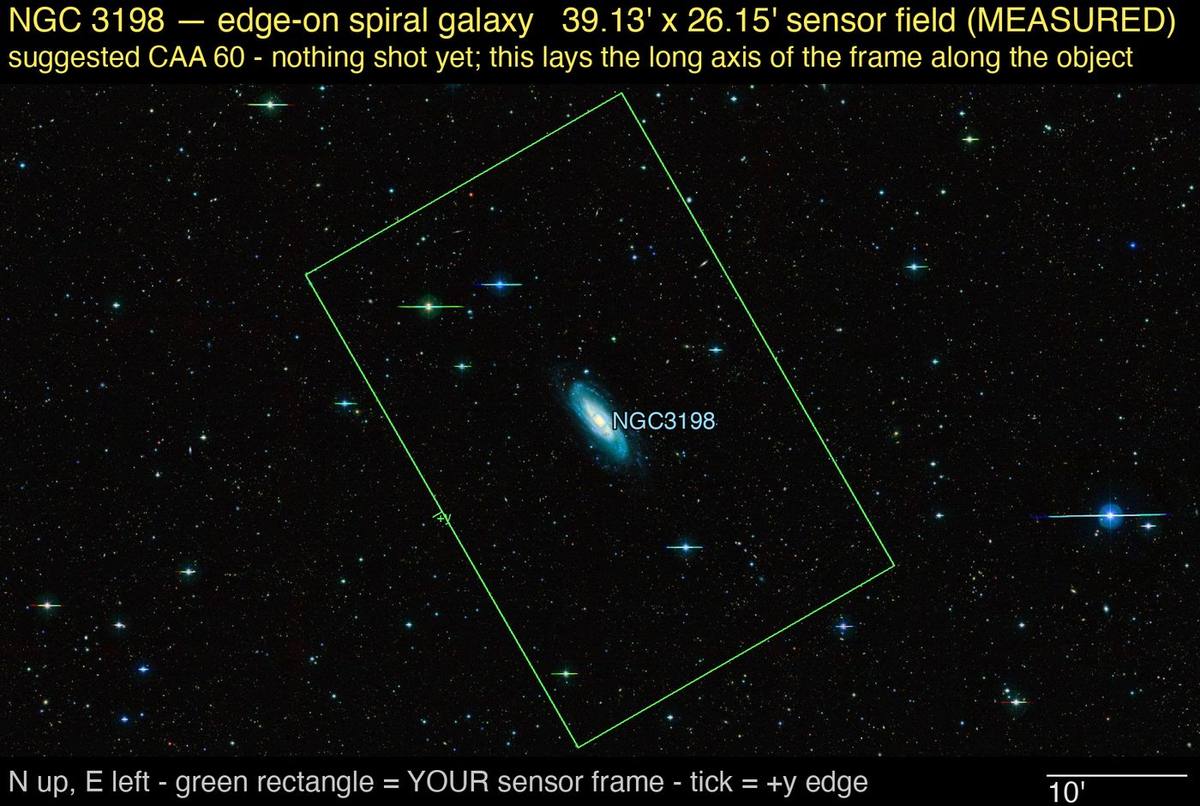 NGC 3198 — edge-on spiral galaxy 39.13' x 26.15' sensor field (MEASURED)
suggested CAA 60 - nothing shot yet; this lays the long axis of the frame along the object
NGC3198
+y
N up, E left - green rectangle = YOUR sensor frame - tick = +y edge
10'